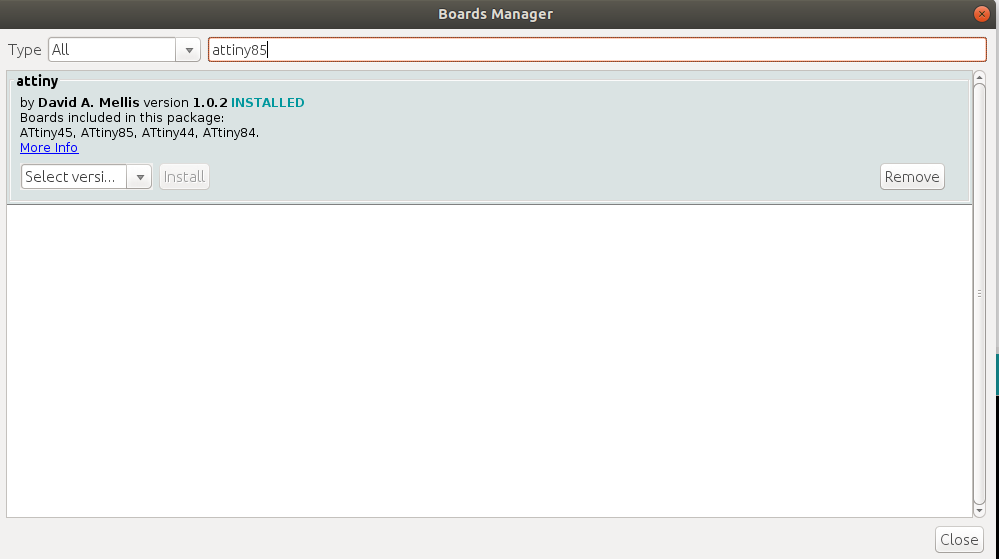 Boards Manager
Type All attiny85
attiny
by David A. Mellis version 1.0.2 INSTALLED
Boards included in this package:
ATtiny45, ATtiny85, ATtiny44, ATtiny84.
More Info
Select versi... Install Remove
Close